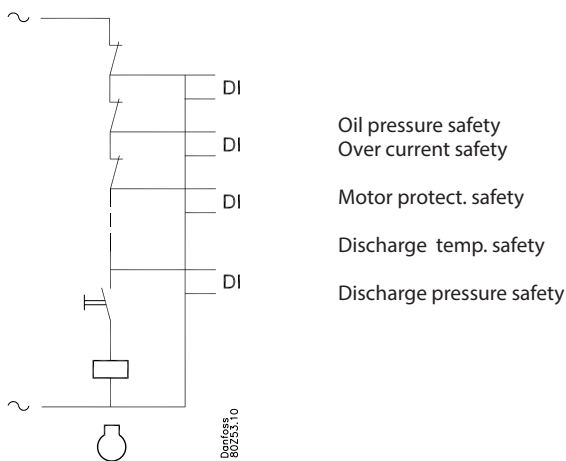 DI
DI
DI
DI
Oil pressure safety
Over current safety
Motor protect. safety
Discharge temp. safety
Discharge pressure safety
Danfoss
80Z53.10